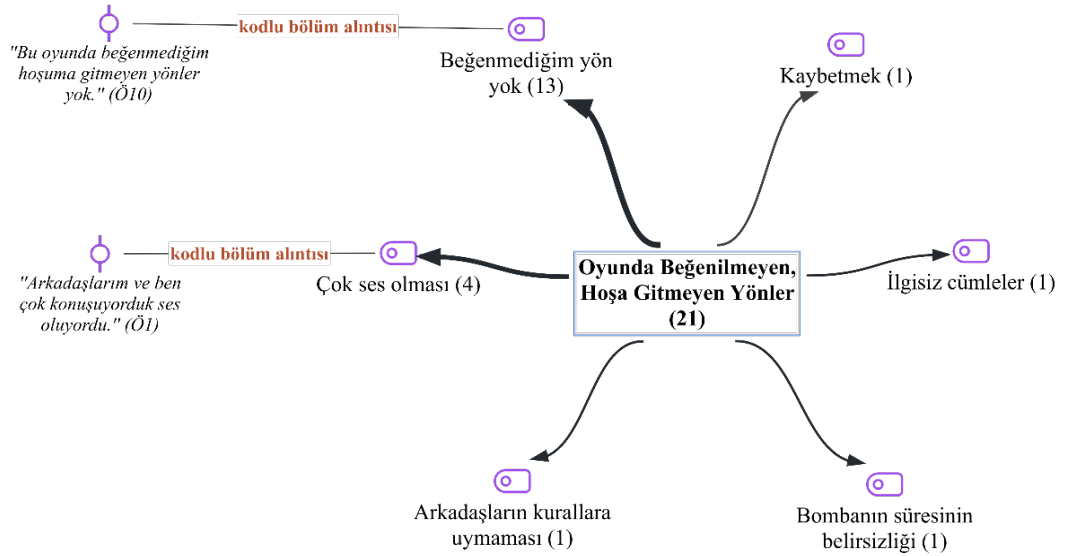 kodlu bölüm alıntısı
"Bu oyunda beğenmediğim
hoşuma gitmeyen yönler
yok." (Ö10)
Beğenmediğim yön
yok (13)
Kaybetmek (1)
kodlu bölüm alıntısı
"Arkadaşlarım ve ben
çok konuşuyorduk ses
oluyordu." (Ö1)
Çok ses olması (4)
Oyunda Beğenilmeyen,
Hoşa Gitmeyen Yönler
(21)
İlgisiz cümleler (1)
Arkadaşların kurallara
uymaması (1)
Bombanın süresinin
belirsizliği (1)